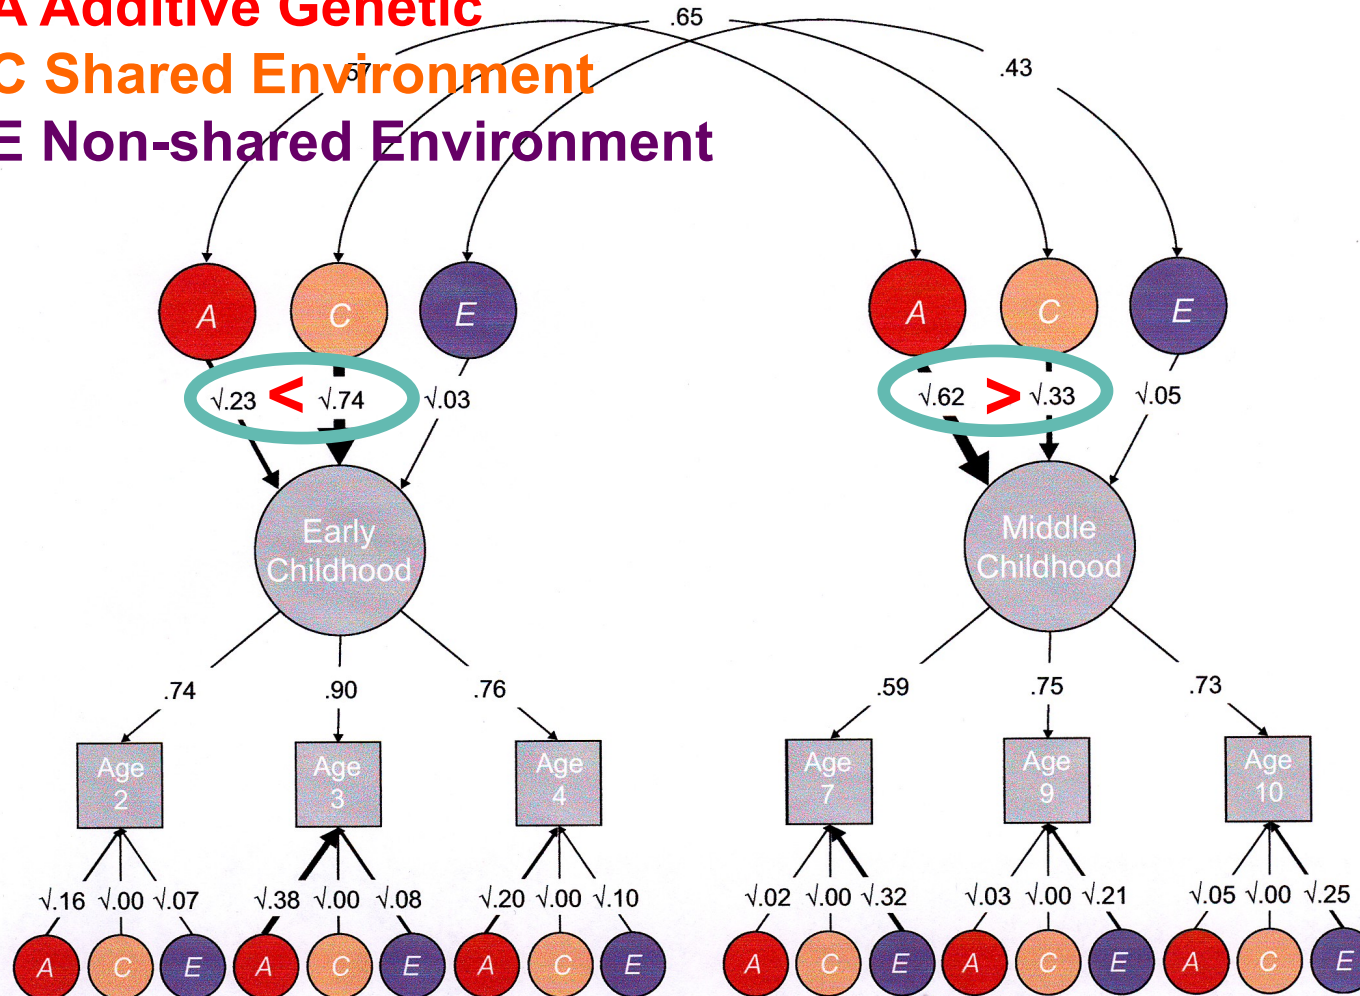 A Additive Genetic
.65
C Shared Environment
.57
.43
E Non-shared Environment
A C E A C E
√.23 < √.74 √.03 √.62 > √.33 √.05
Early
Childhood
Middle
Childhood
.74 .90 .76 .59 .75 .73
Age
2
Age
3
Age
4
Age
7
Age
9
Age
10
√.16 √.00 √.07 √.38 √.00 √.08 √.20 √.00 √.10 √.02 √.00 √.32 √.03 √.00 √.21 √.05 √.00 √.25
A C E A C E A C E A C E A C E A C E